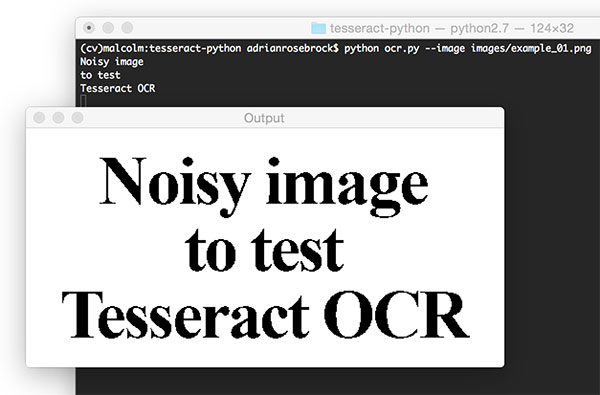 tesseract-python — python2.7 — 124×32
(cv)malcolm:tesseract-python adrianrosebrock$ python ocr.py --image images/example_01.png
Noisy image
to test
Tesseract OCR
Output
Noisy image
to test
Tesseract OCR